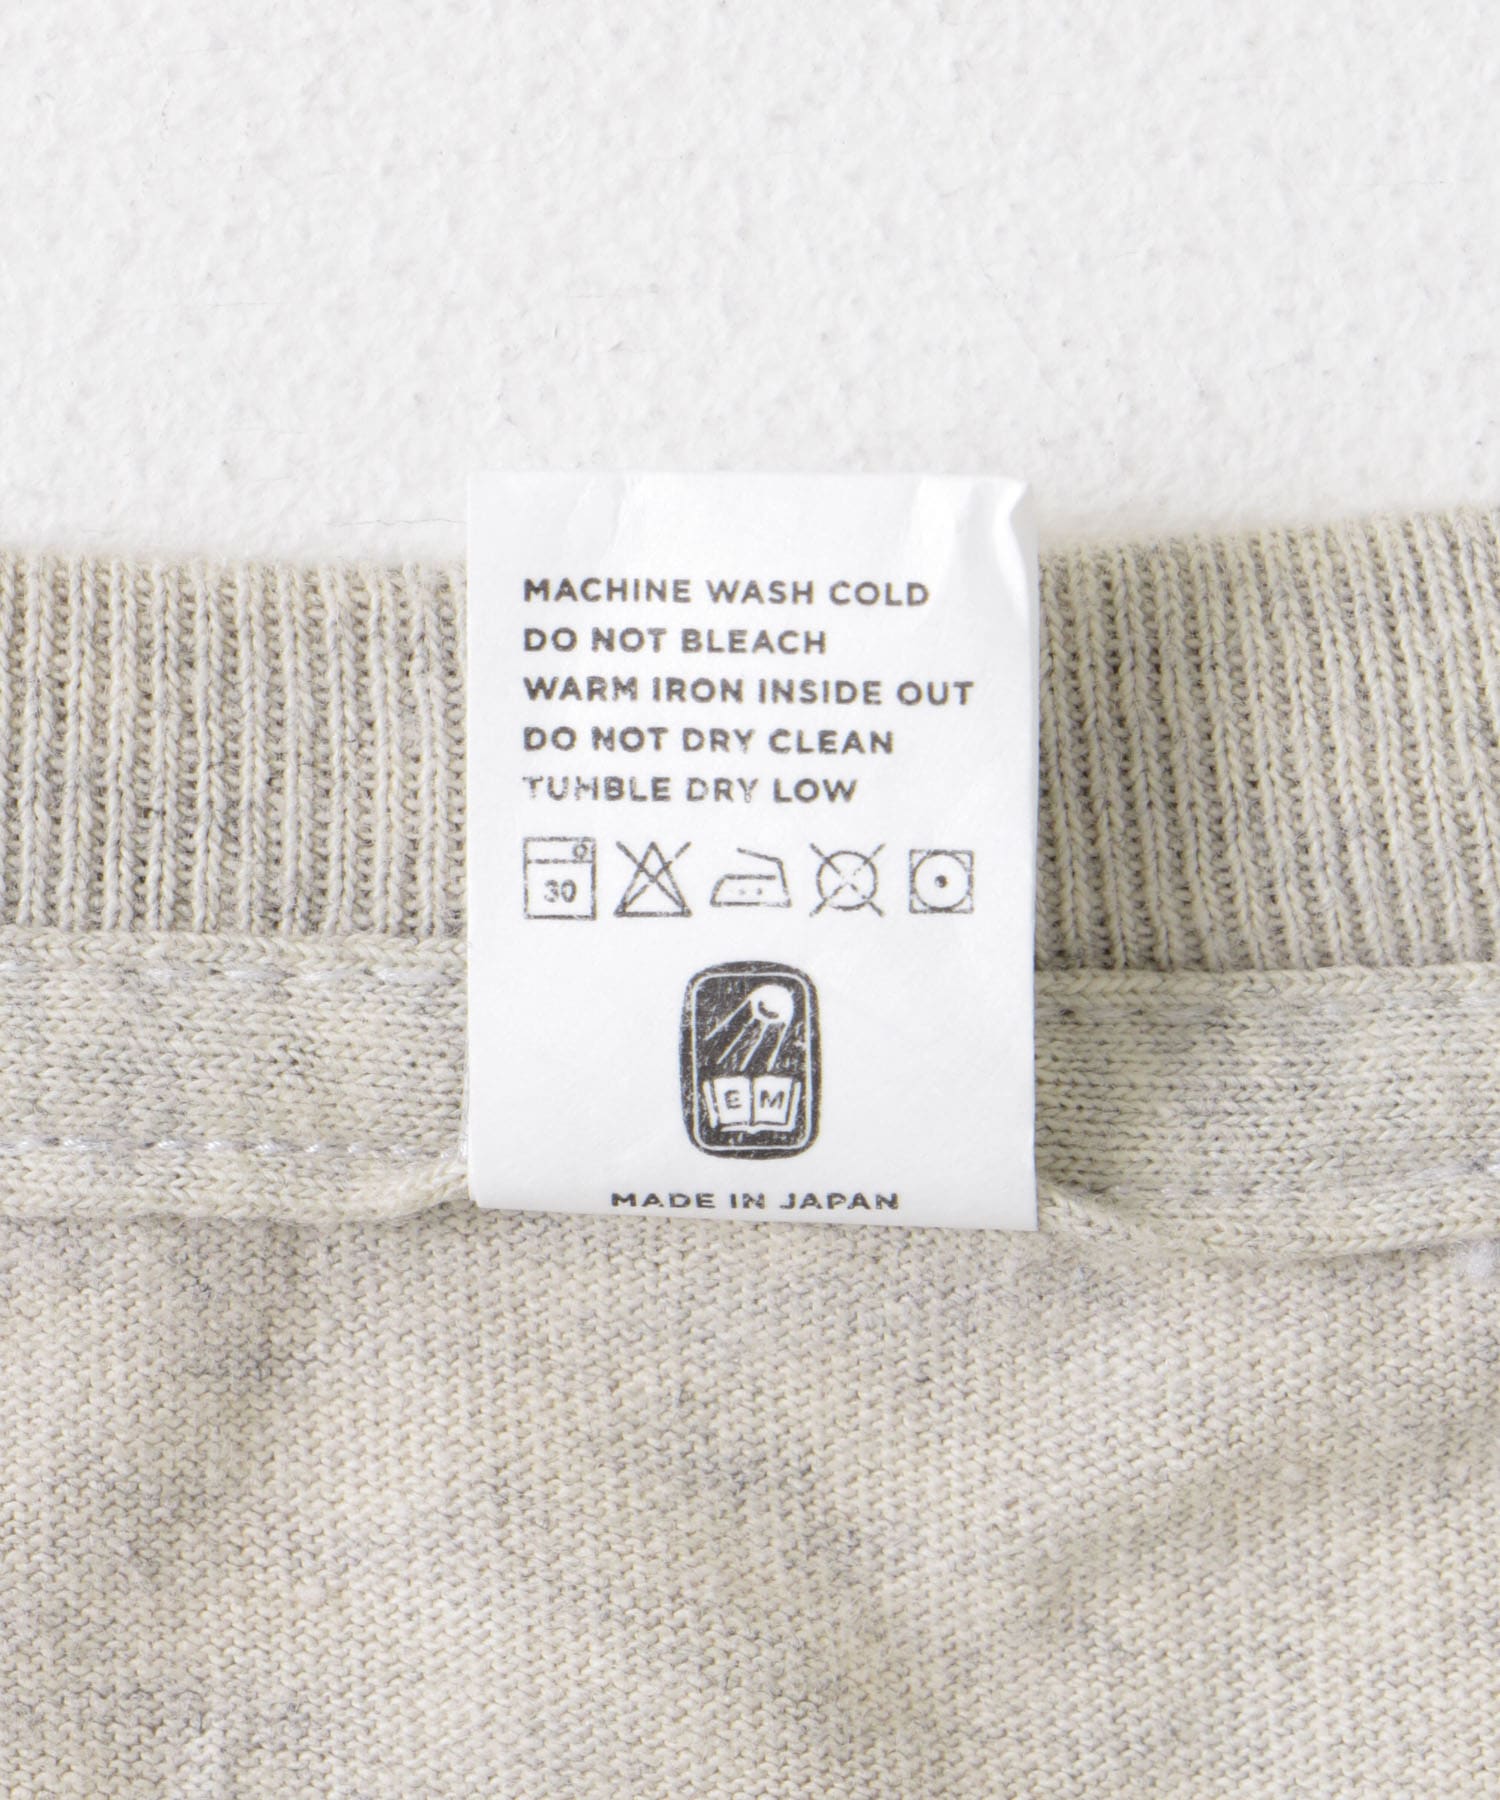 MACHINE WASH COLD
DO NOT BLEACH
WARM IRON INSIDE OUT
DO NOT DRY CLEAN
TUMBLE DRY LOW
30
E M
MADE IN JAPAN